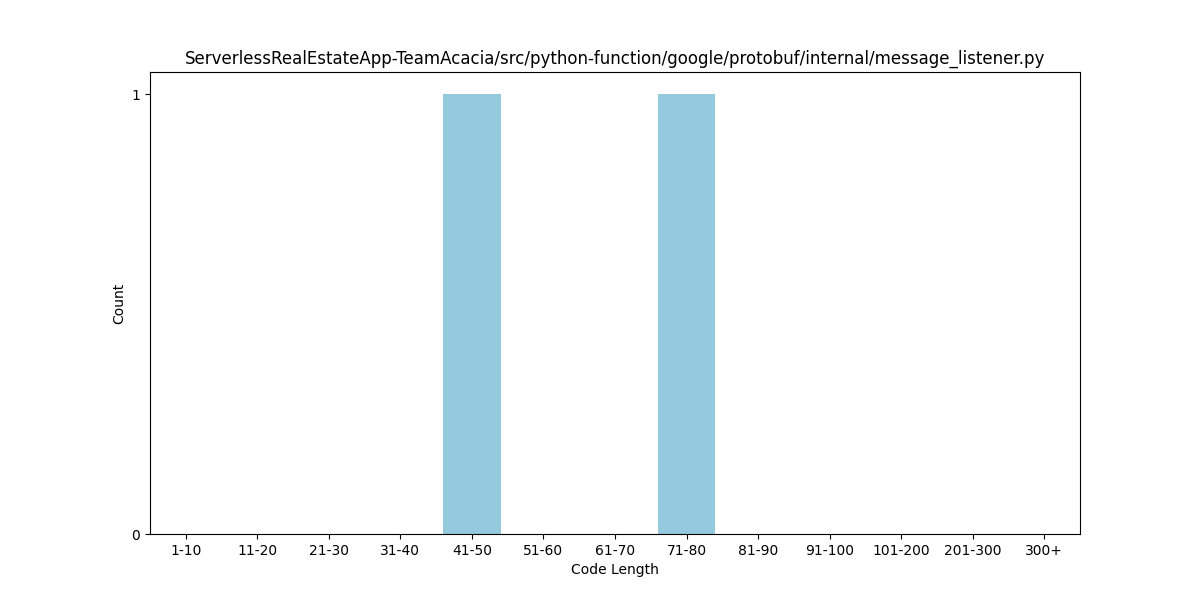 ServerlessRealEstateApp-TeamAcacia/src/python-function/google/protobuf/internal/message_listener.py
1
Count
0
1-10 11-20 21-30 31-40 41-50 51-60 61-70 71-80 81-90 91-100 101-200 201-300 300+
Code Length